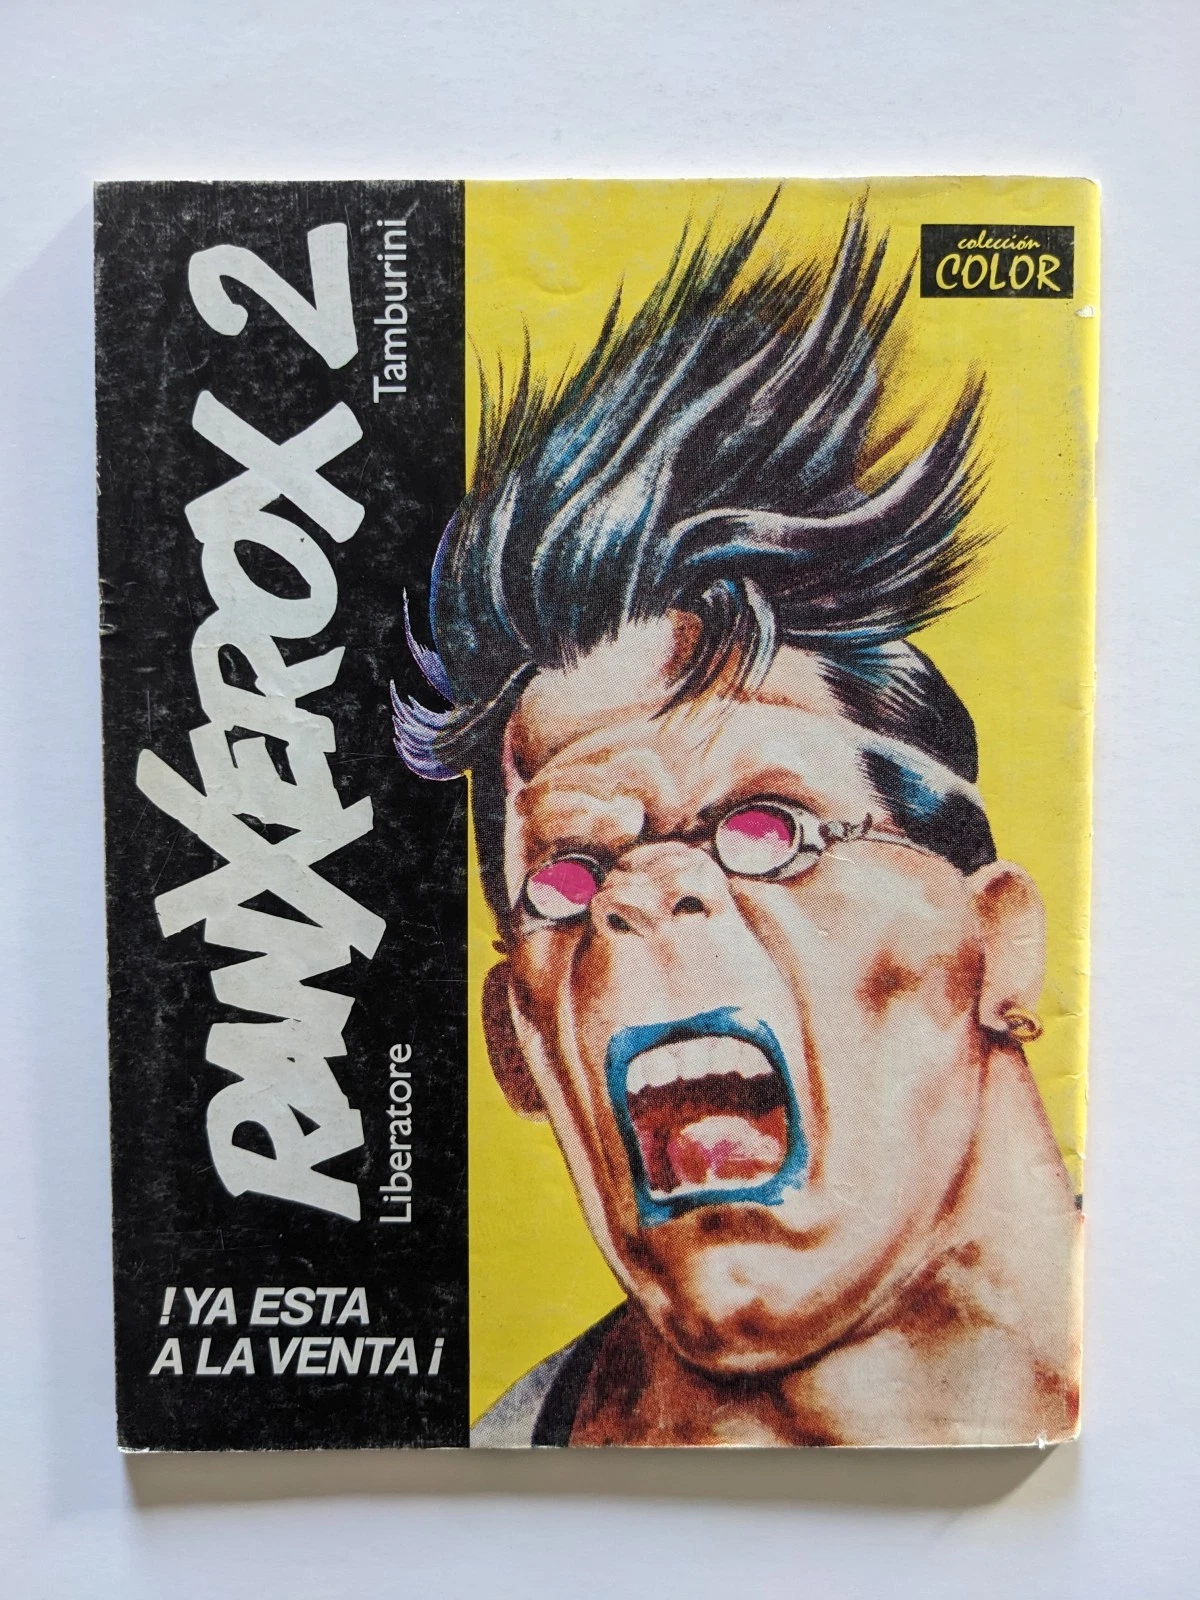 colección
COLOR
RANXEROX 2
Liberatore
Tamburini
!YA ESTA
A LA VENTA¡